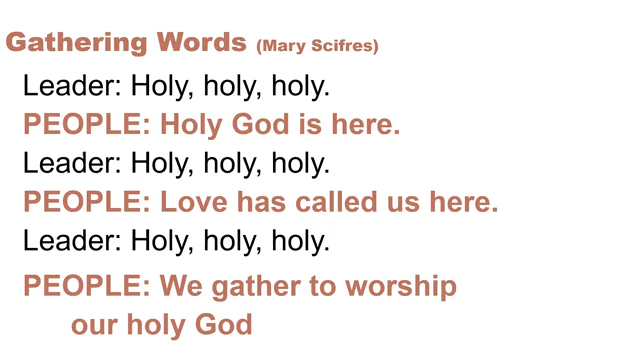 Gathering Words (Mary Scifres)
Leader: Holy, holy, holy.
PEOPLE: Holy God is here.
Leader: Holy, holy, holy.
PEOPLE: Love has called us here.
Leader: Holy, holy, holy.
PEOPLE: We gather to worship
our holy God